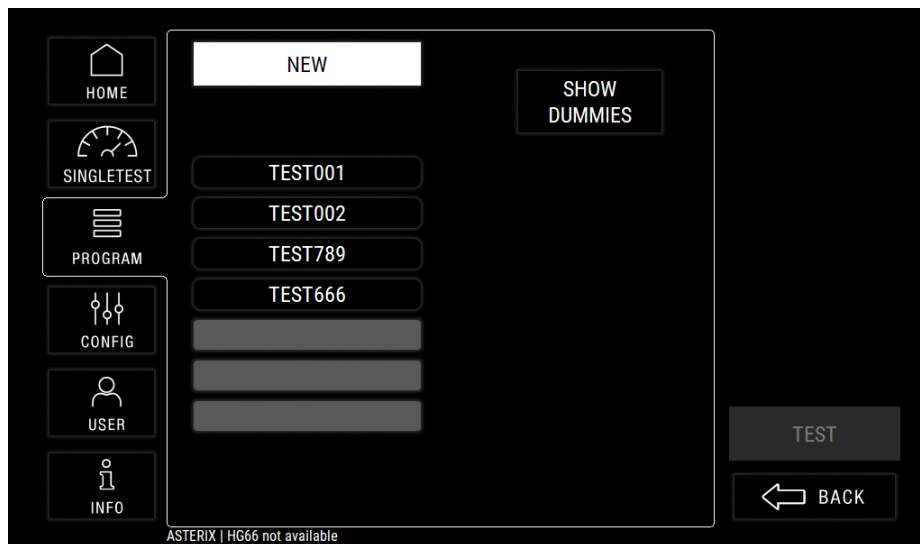 HOME
SINGLETEST
PROGRAM
CONFIG
USER
INFO
NEW
SHOW
DUMMIES
TEST001
TEST002
TEST789
TEST666
TEST
BACK
ASTERIX | HG66 not available